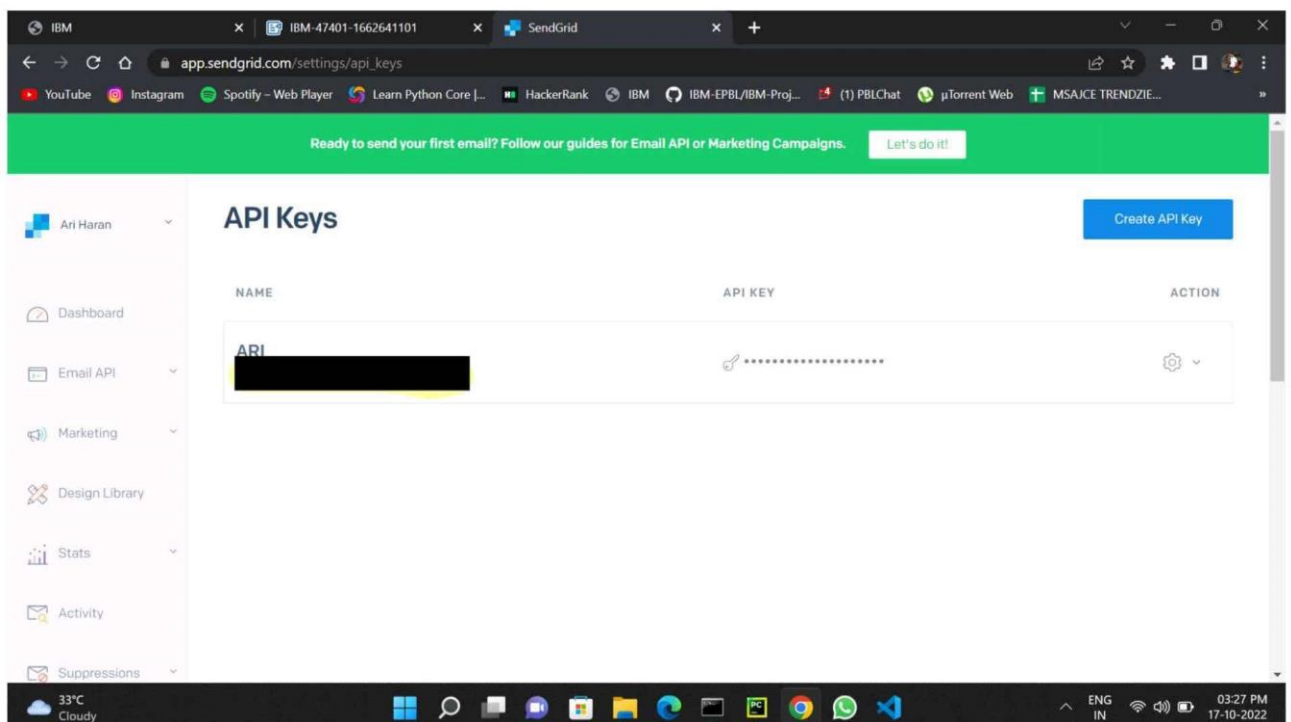 IBM
IBM-47401-1662641101
SendGrid
app.sendgrid.com/settings/api_keys
YouTube Instagram Spotify – Web Player Learn Python Core |... HackerRank IBM IBM-EPBL/IBM-Proj... (1) PBLChat µTorrent Web MSAJCE TRENDZIE...
Ready to send your first email? Follow our guides for Email API or Marketing Campaigns. Let's do it!
Ari Haran
API Keys
Create API Key
NAME API KEY ACTION
ARI
••••••••••••••••••••
Dashboard
Email API
Marketing
Design Library
Stats
Activity
Suppressions
33°C
Cloudy
ENG
IN
03:27 PM
17-10-2022